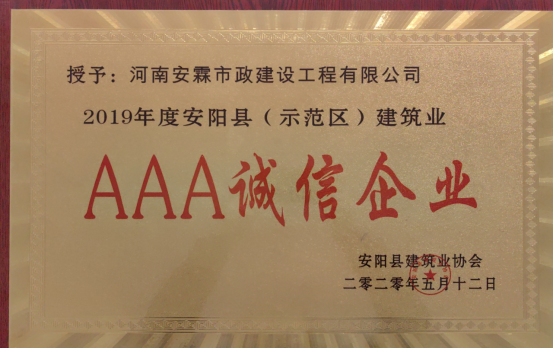 授予：河南安霖市政建设工程有限公司
2019年度安阳县（示范区）建筑业
AAA诚信企业
安阳县建筑业协会
二零二零年五月十二日